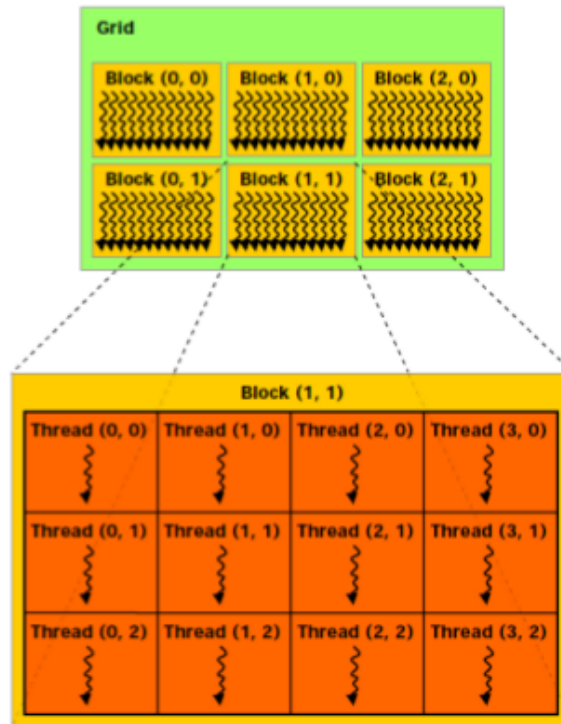 Grid
Block (0, 0) Block (1, 0) Block (2, 0)
Block (0, 1) Block (1, 1) Block (2, 1)
Block (1, 1)
Thread (0, 0) Thread (1, 0) Thread (2, 0) Thread (3, 0)
Thread (0, 1) Thread (1, 1) Thread (2, 1) Thread (3, 1)
Thread (0, 2) Thread (1, 2) Thread (2, 2) Thread (3, 2)